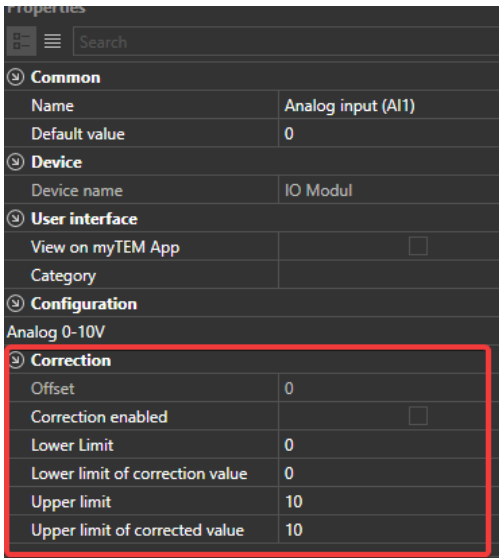 Properties
Search
Common
Name Analog input (AI1)
Default value 0
Device
Device name IO Modul
User interface
View on myTEM App
Category
Configuration
Analog 0-10V
Correction
Offset 0
Correction enabled
Lower Limit 0
Lower limit of correction value 0
Upper limit 10
Upper limit of corrected value 10